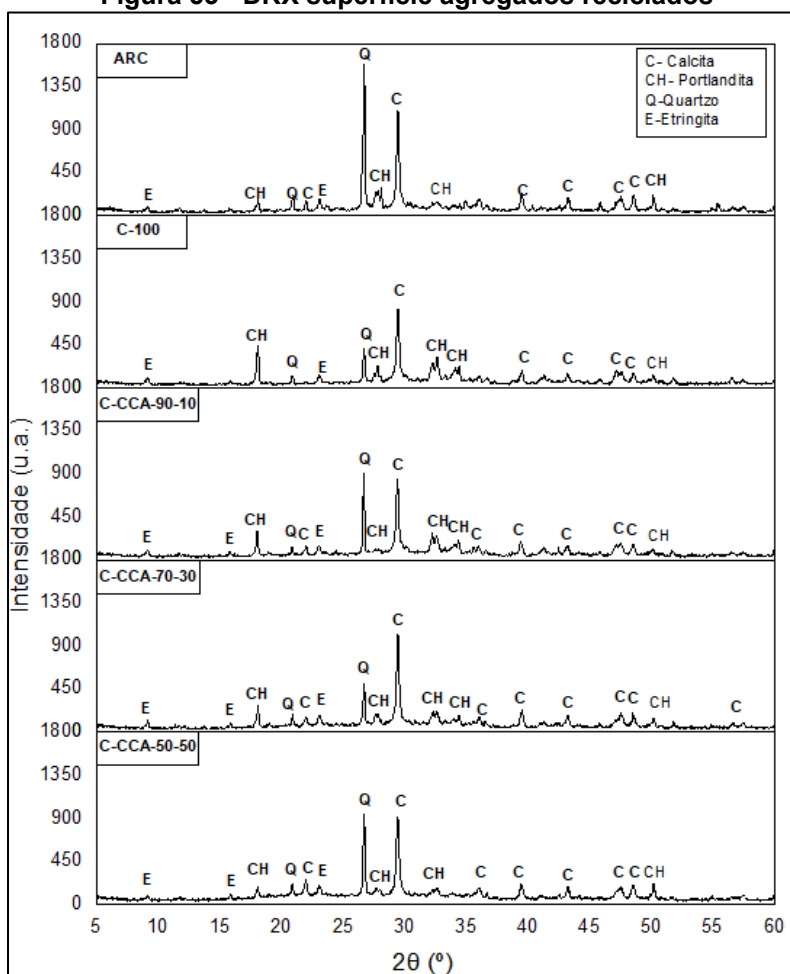 Figura - DRX superfície agregados reciclados
1800
1350
900
450
1800
ARC
C- Calcita
CH- Portlandita
Q-Quartzo
E-Etringita
E CH Q C E Q CH C CH C C C C CH
C-100
1350
900
450
1800
E CH Q E Q CH C CH CH C C C C CH
C-CCA-90-10
1350
900
450
1800
E E CH Q C E Q CH C CH CH C C C C C CH
C-CCA-70-30
1350
900
450
1800
E E CH Q C E Q CH C CH CH C C C C C CH C
C-CCA-50-50
1350
900
450
0
E E CH Q C E Q CH C CH C C C C C CH
Intensidade (u.a.)
5 10 15 20 25 30 35 40 45 50 55 60
2θ (º)